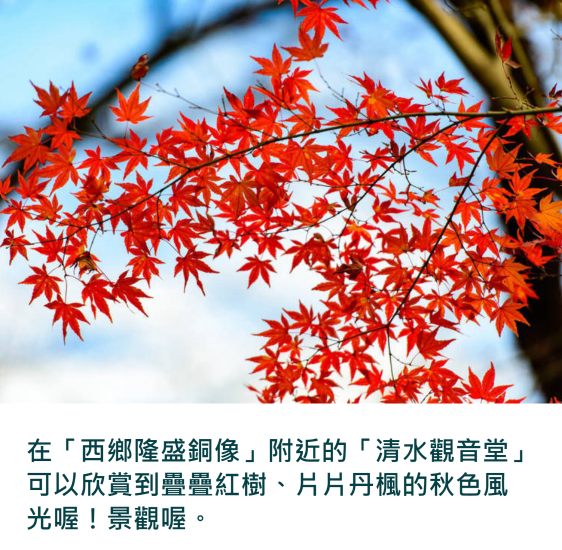 在「西鄉隆盛銅像」附近的「清水觀音堂」
可以欣賞到疊疊紅樹、片片丹楓的秋色風
光喔！景觀喔。